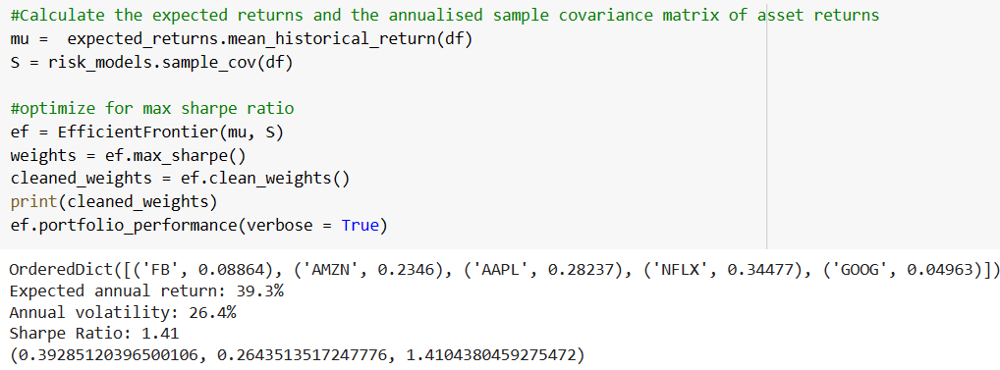 #Calculate the expected returns and the annualised sample covariance matrix of asset returns
mu =  expected_returns.mean_historical_return(df)
S = risk_models.sample_cov(df)
#optimize for max sharpe ratio
ef = EfficientFrontier(mu, S)
weights = ef.max_sharpe()
cleaned_weights = ef.clean_weights()
print(cleaned_weights)
ef.portfolio_performance(verbose = True)
OrderedDict([('FB', 0.08864), ('AMZN', 0.2346), ('AAPL', 0.28237), ('NFLX', 0.34477), ('GOOG', 0.04963)])
Expected annual return: 39.3%
Annual volatility: 26.4%
Sharpe Ratio: 1.41
(0.39285120396500106, 0.2643513517247776, 1.4104380459275472)